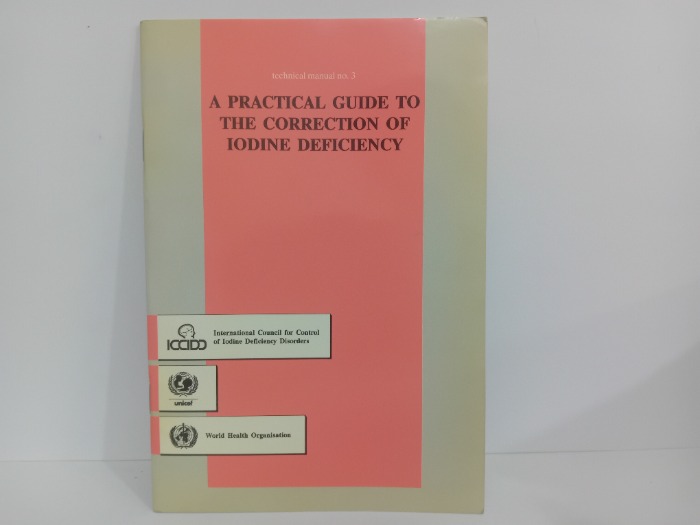 technical manual no. 3
A PRACTICAL GUIDE TO
THE CORRECTION OF
IODINE DEFICIENCY
ICCIDD
International Council for Control
of Iodine Deficiency Disorders
unicef
World Health Organisation